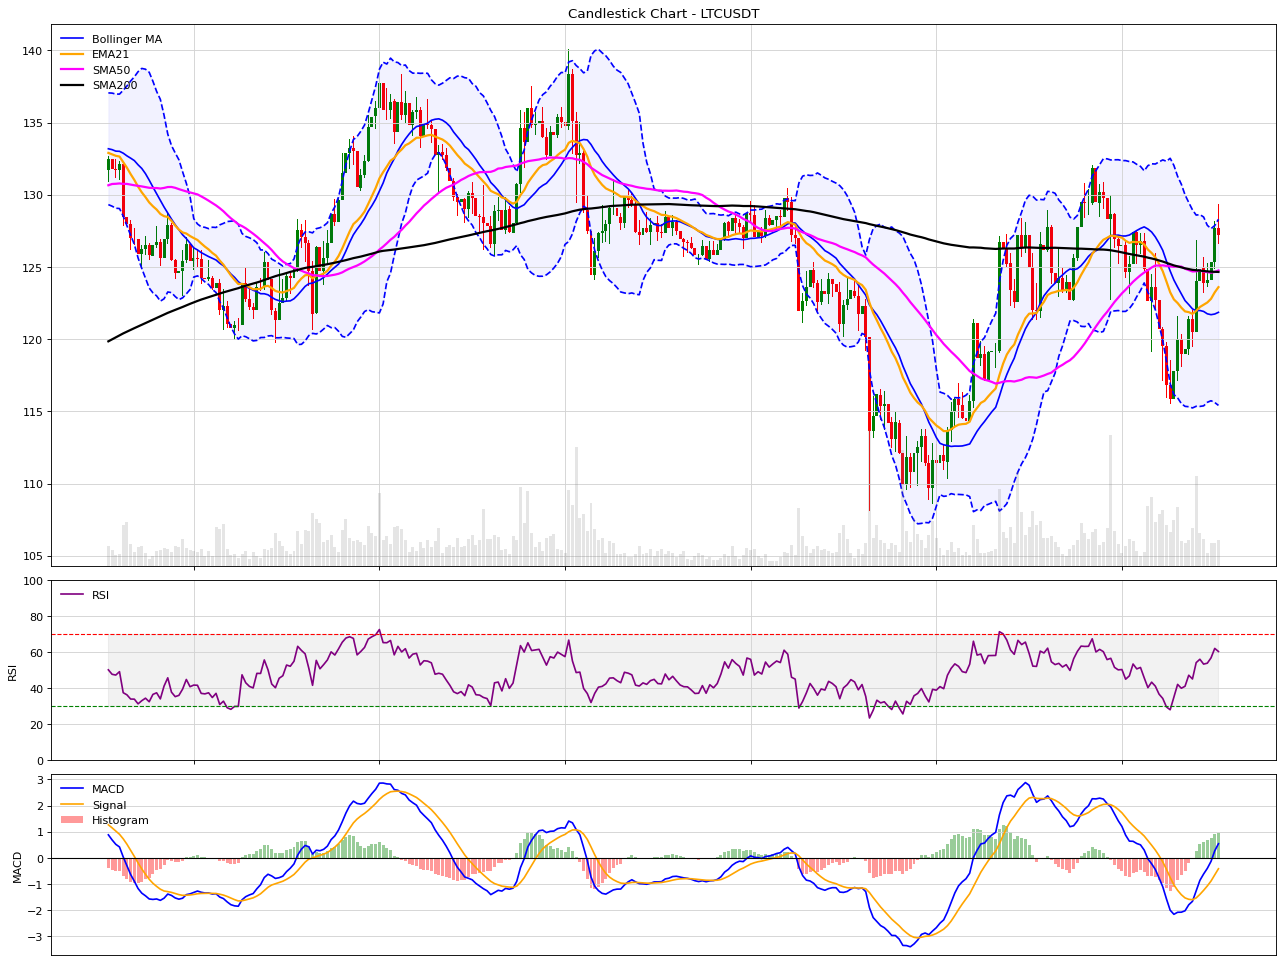 Candlestick Chart - LTCUSDT
Bollinger MA
EMA21
SMA50
SMA200
140
135
130
125
120
115
110
105
RSI
100
80
60
40
20
0
RSI
MACD
Signal
Histogram
3
2
1
0
−1
−2
−3
MACD